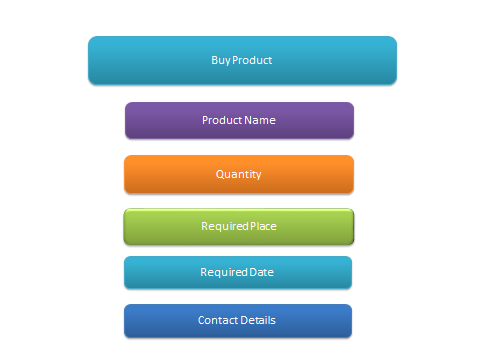 Buy Product
Product Name
Quantity
Required Place
Required Date
Contact Details